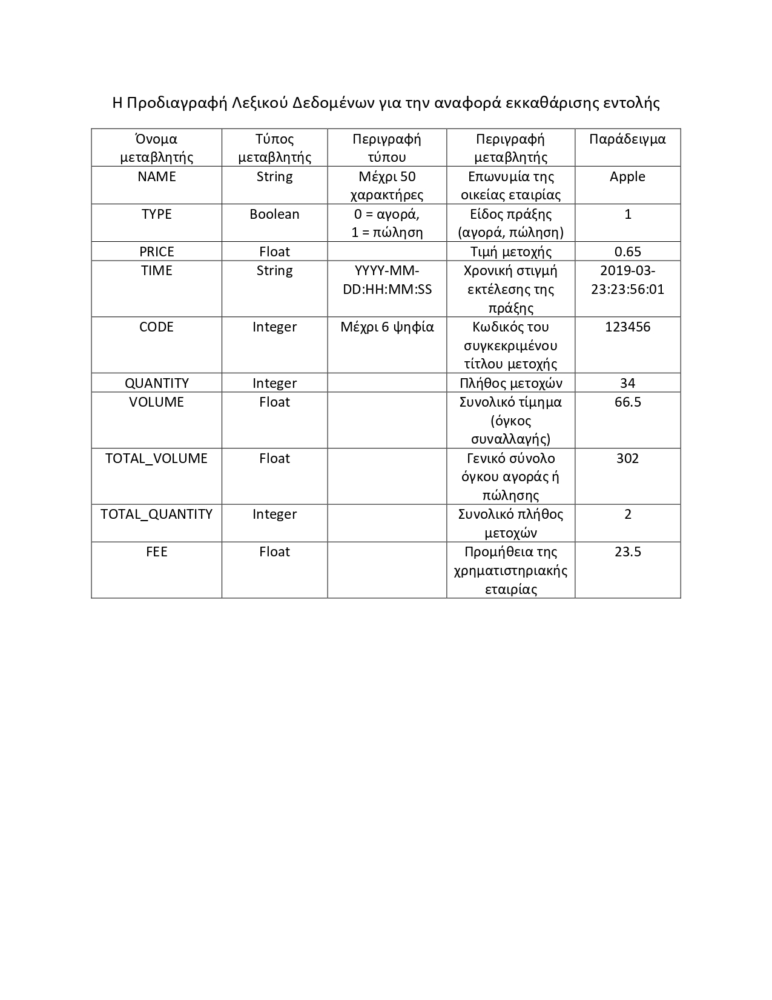 Η Προδιαγραφή Λεξικού Δεδομένων για την αναφορά εκκαθάρισης εντολής
Όνομα μεταβλητής Τύπος μεταβλητής Περιγραφή τύπου Περιγραφή μεταβλητής Παράδειγμα
NAME String Μέχρι 50 χαρακτήρες Επωνυμία της οικείας εταιρίας Apple
TYPE Boolean 0 = αγορά, 1 = πώληση Είδος πράξης (αγορά, πώληση) 1
PRICE Float Τιμή μετοχής 0.65
TIME String YYYY-MM-DD:HH:MM:SS Χρονική στιγμή εκτέλεσης της πράξης 2019-03-23:23:56:01
CODE Integer Μέχρι 6 ψηφία Κωδικός του συγκεκριμένου τίτλου μετοχής 123456
QUANTITY Integer Πλήθος μετοχών 34
VOLUME Float Συνολικό τίμημα (όγκος συναλλαγής) 66.5
TOTAL_VOLUME Float Γενικό σύνολο όγκου αγοράς ή πώλησης 302
TOTAL_QUANTITY Integer Συνολικό πλήθος μετοχών 2
FEE Float Προμήθεια της χρηματιστηριακής εταιρίας 23.5